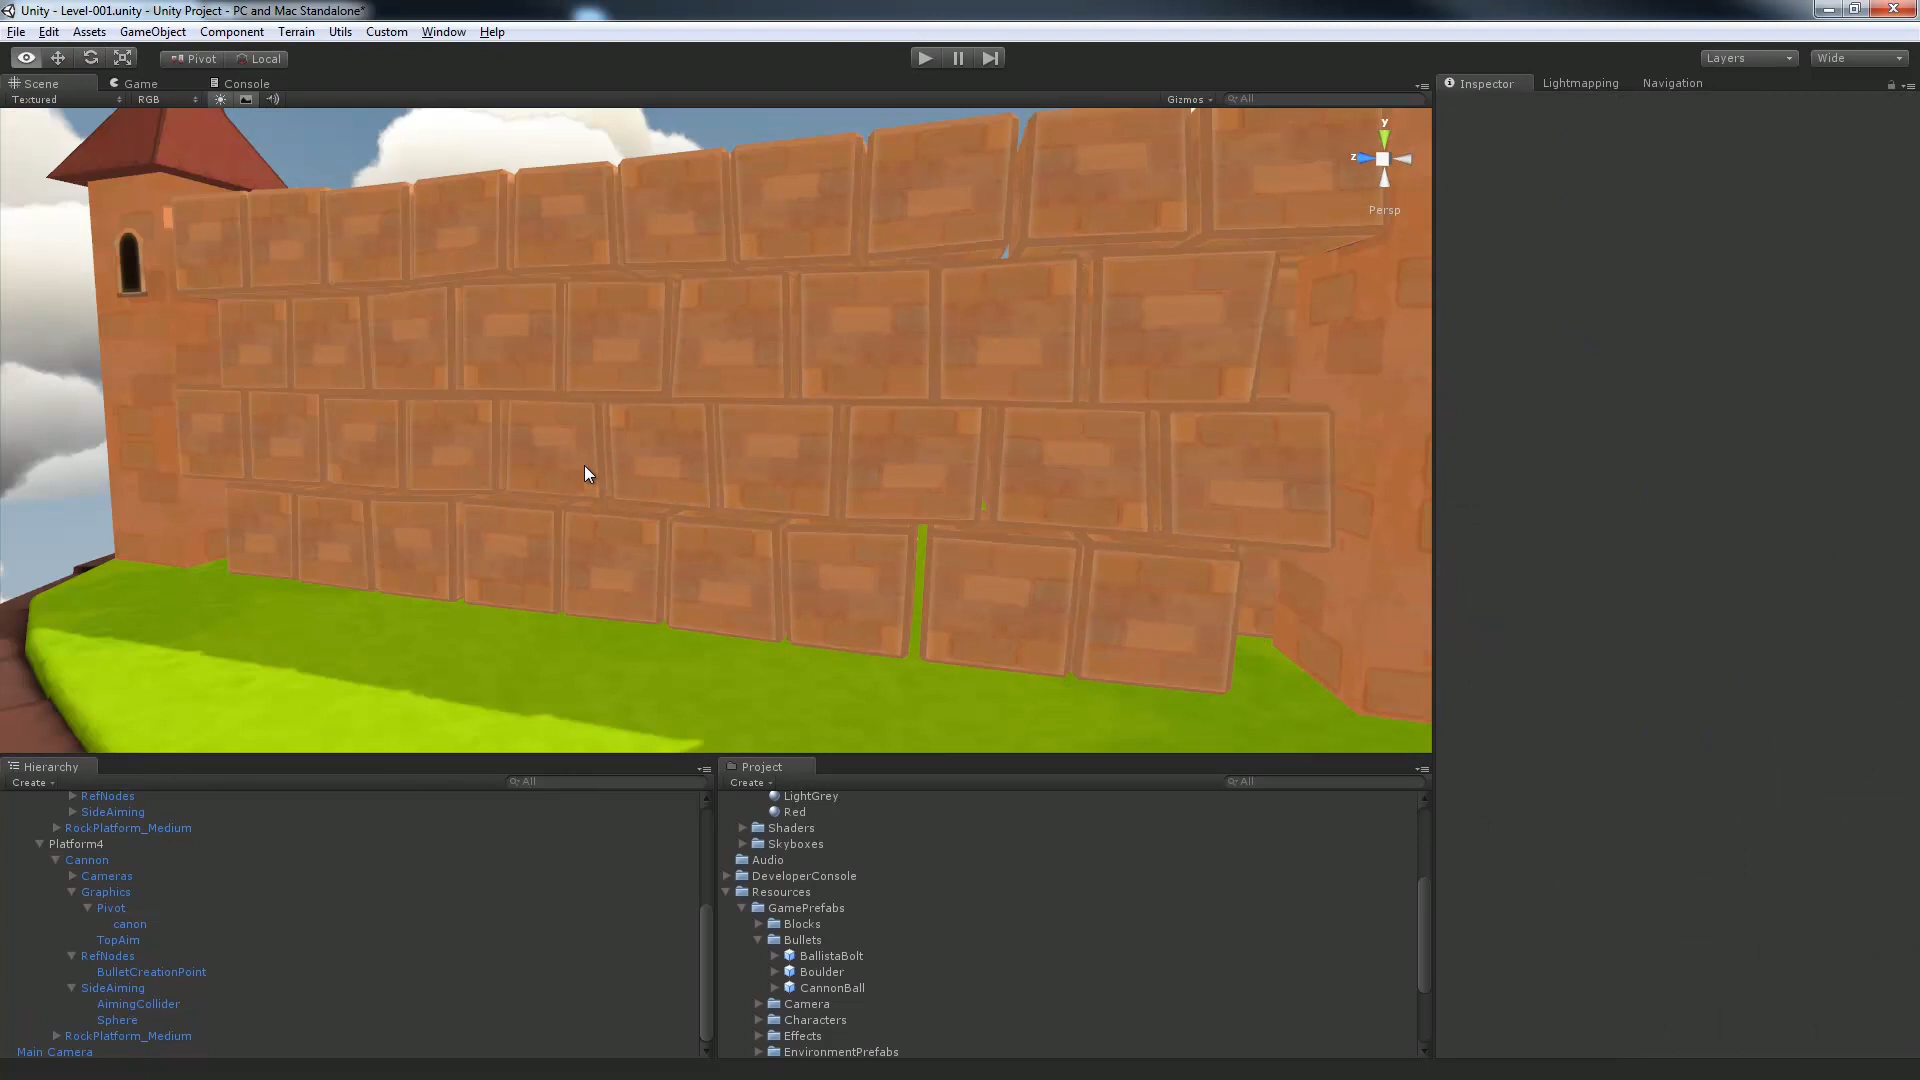 Unity - Level-001.unity - Unity Project - PC and Mac Standalone*
File Edit Assets GameObject Component Terrain Utils Custom Window Help
Pivot Local Layers Wide
Scene Game Console Inspector Lightmapping Navigation
Textured RGB Gizmos All
y
z
Persp
Hierarchy Project
Create All Create All
RefNodes
SideAiming
RockPlatform_Medium
Platform4
Cannon
Cameras
Graphics
Pivot
canon
TopAim
RefNodes
BulletCreationPoint
SideAiming
AimingCollider
Sphere
RockPlatform_Medium
Main Camera
LightGrey
Red
Shaders
Skyboxes
Audio
DeveloperConsole
Resources
GamePrefabs
Blocks
Bullets
BallistaBolt
Boulder
CannonBall
Camera
Characters
Effects
EnvironmentPrefabs